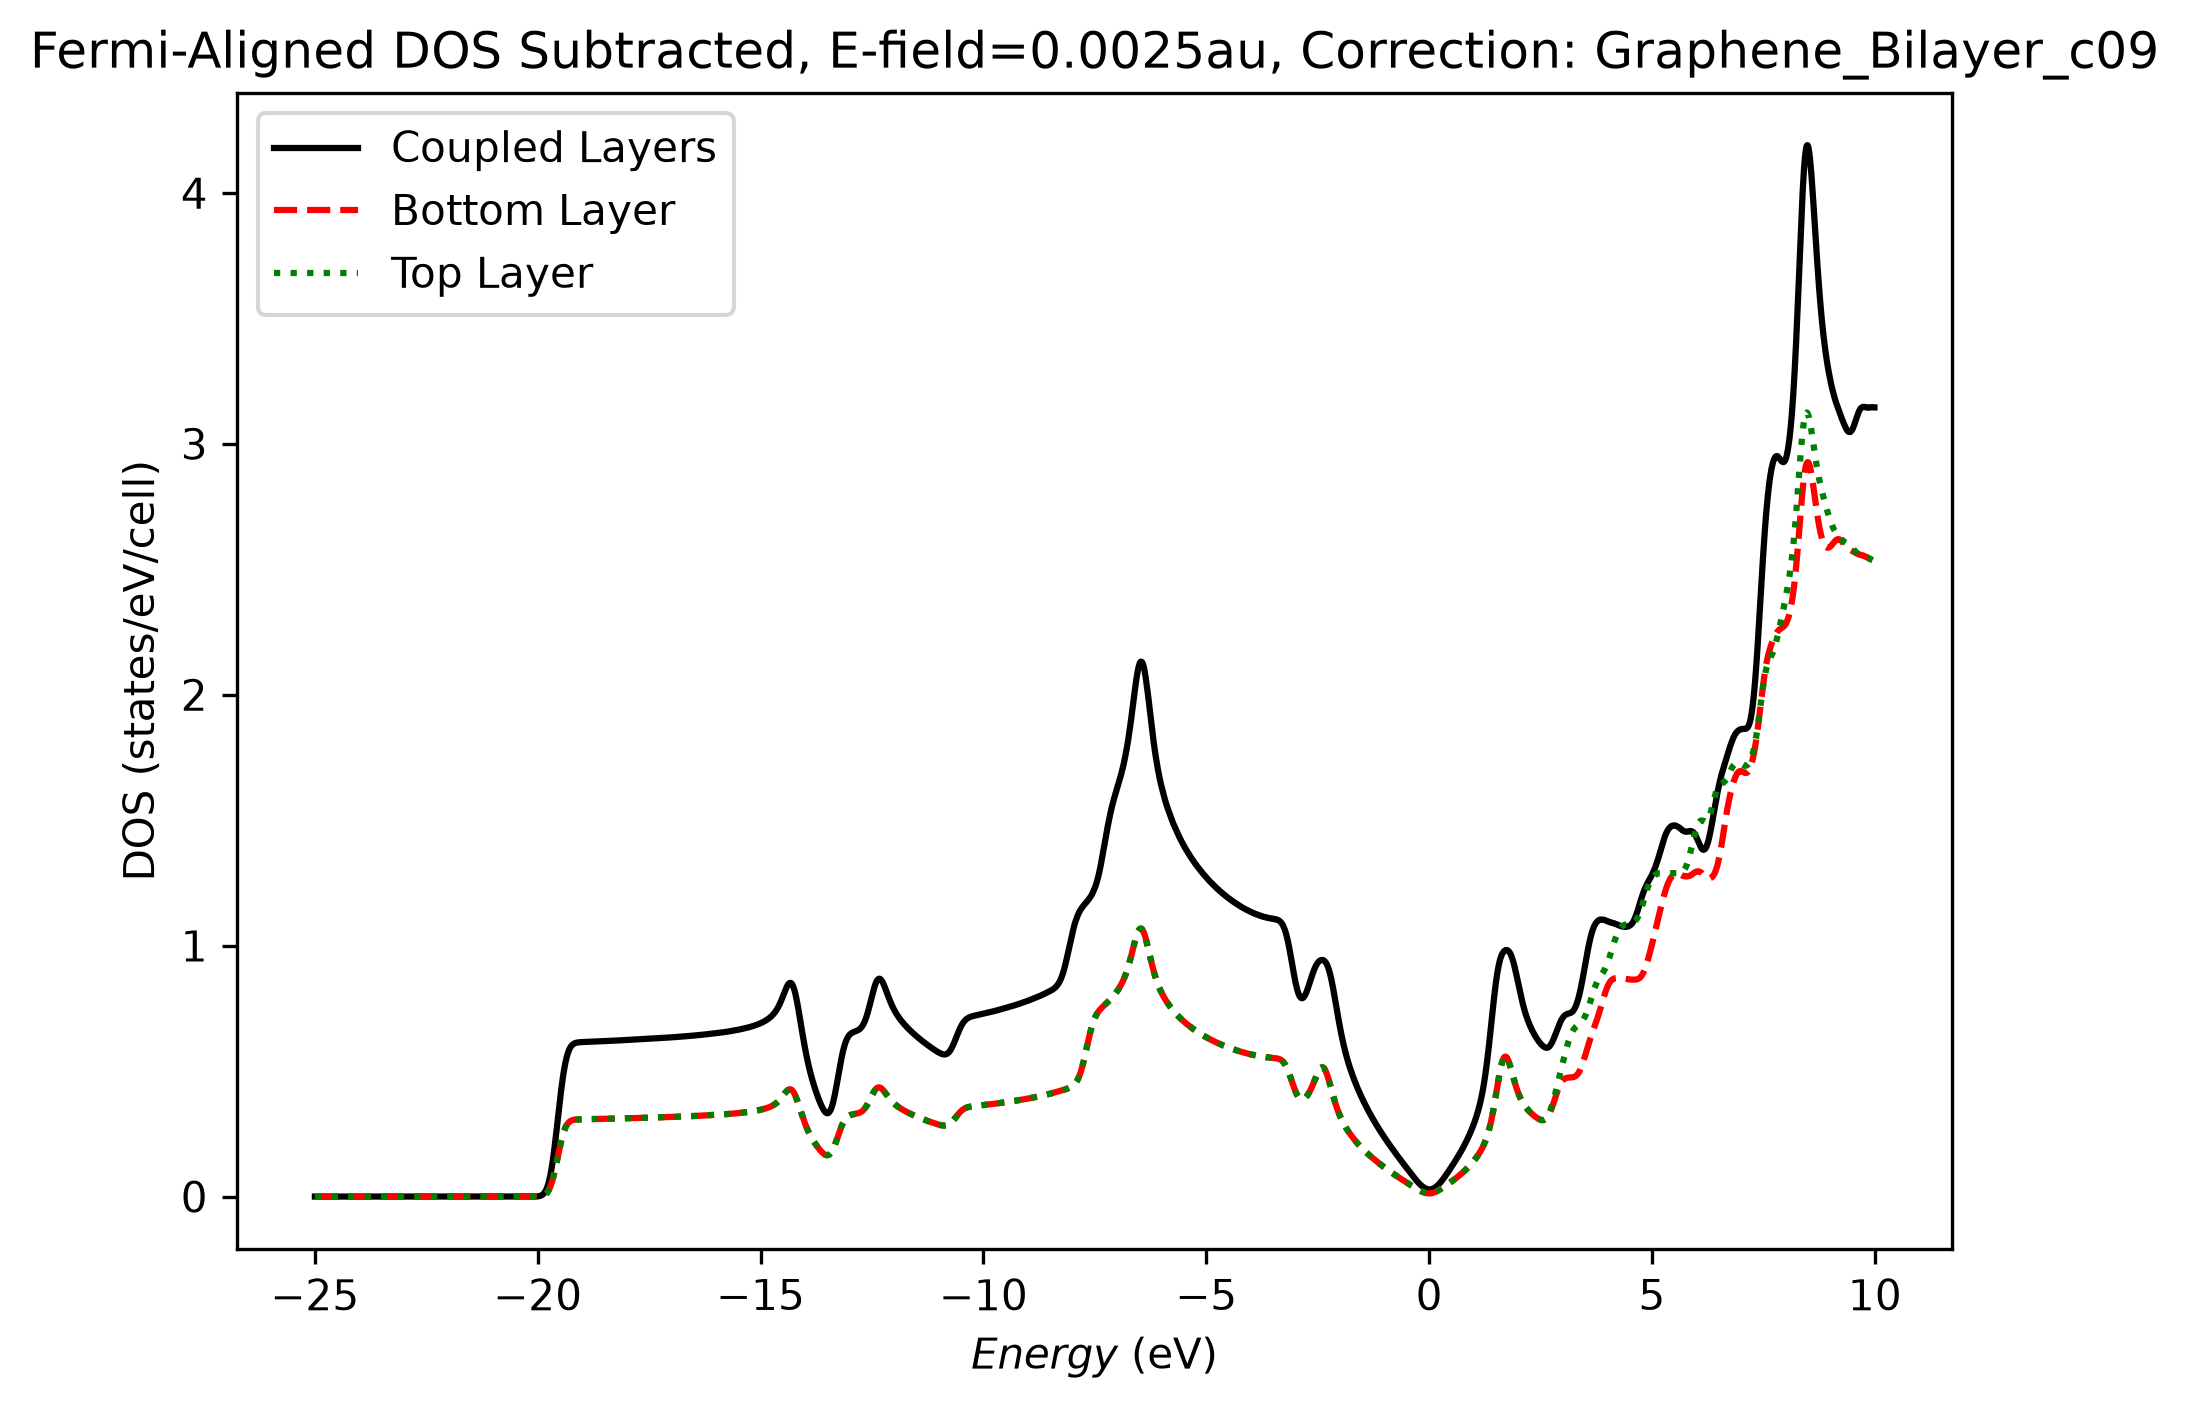 Fermi-Aligned DOS Subtracted, E-field=0.0025au, Correction: Graphene_Bilayer_c09
Coupled Layers
Bottom Layer
Top Layer
DOS (states/eV/cell)
4
3
2
1
0
−25 −20 −15 −10 −5 0 5 10
Energy (eV)